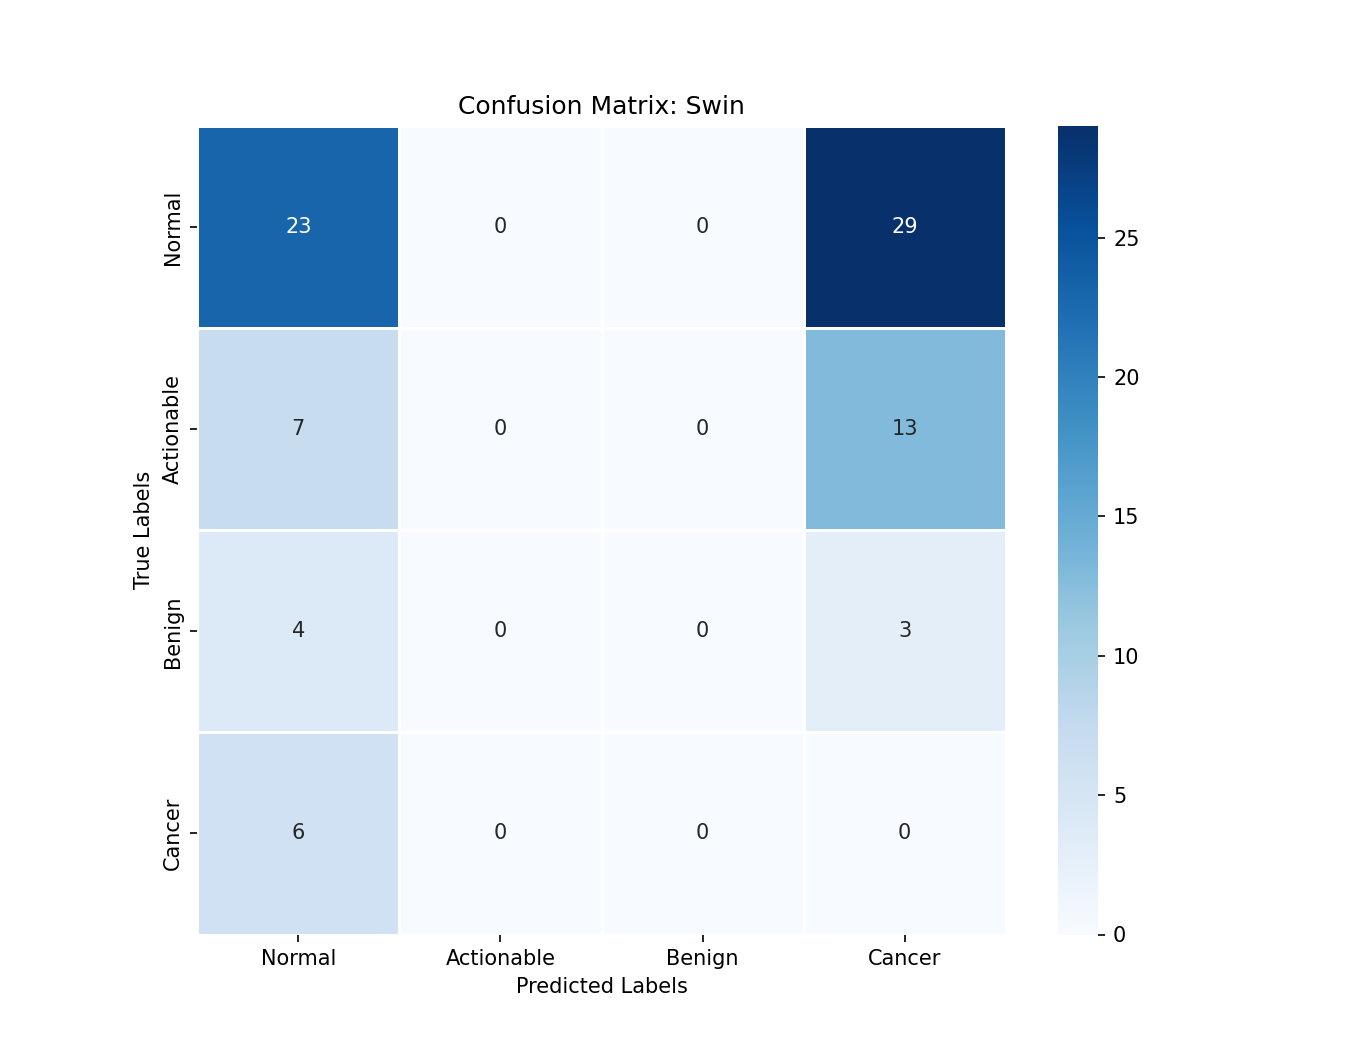 Confusion Matrix: Swin
True Labels
Normal
23 0 0 29
Actionable
7 0 0 13
Benign
4 0 0 3
Cancer
6 0 0 0
Normal Actionable Benign Cancer
Predicted Labels
25
20
15
10
5
0